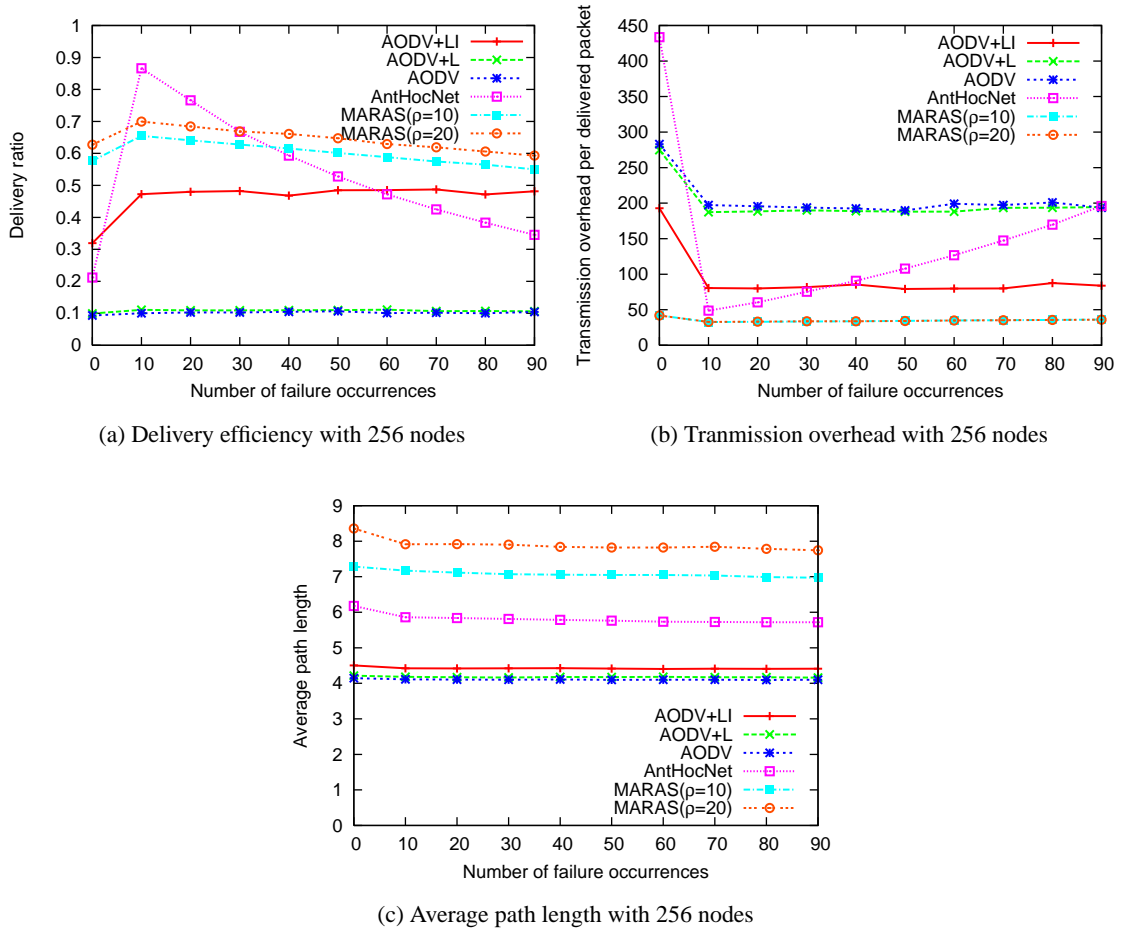 1
0.9
0.8
0.7
0.6
0.5
0.4
0.3
0.2
0.1
0
Delivery ratio
AODV+LI
AODV+L
AODV
AntHocNet
MARAS(ρ=10)
MARAS(ρ=20)
0 10 20 30 40 50 60 70 80 90
Number of failure occurrences
(a) Delivery efficiency with 256 nodes
450
400
350
300
250
200
150
100
50
0
Transmission overhead per delivered packet
AODV+LI
AODV+L
AODV
AntHocNet
MARAS(ρ=10)
MARAS(ρ=20)
0 10 20 30 40 50 60 70 80 90
Number of failure occurrences
(b) Tranmission overhead with 256 nodes
9
8
7
6
5
4
3
2
1
0
Average path length
AODV+LI
AODV+L
AODV
AntHocNet
MARAS(ρ=10)
MARAS(ρ=20)
0 10 20 30 40 50 60 70 80 90
Number of failure occurrences
(c) Average path length with 256 nodes